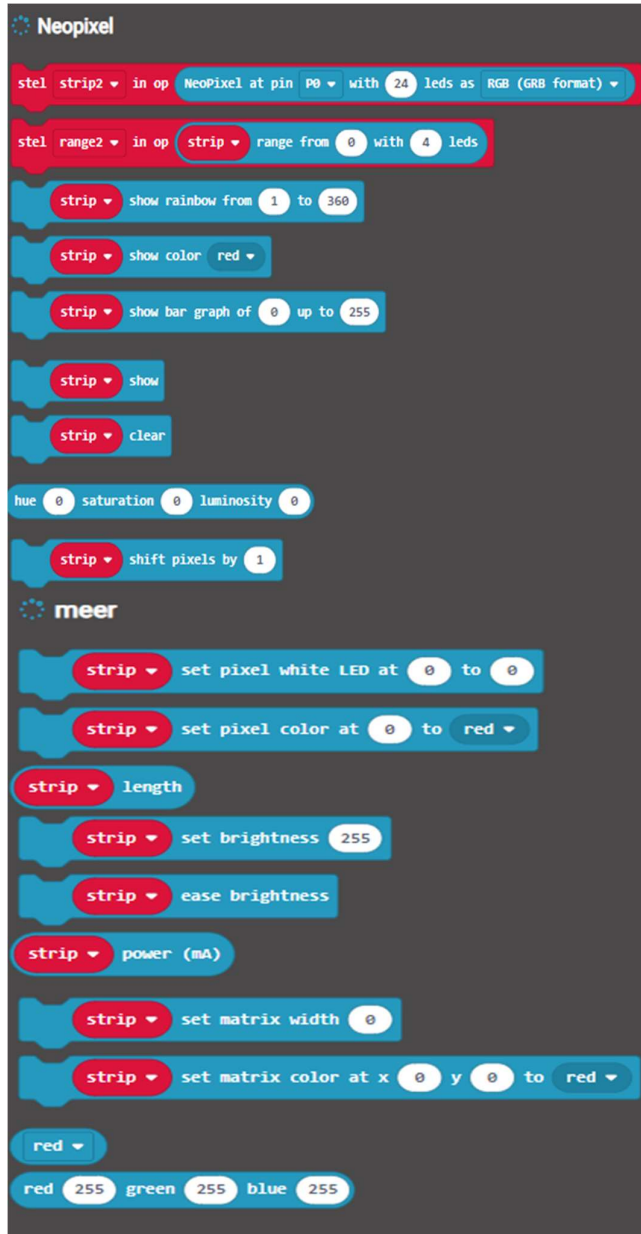 Neopixel
stel strip2 in op NeoPixel at pin P0 with 24 leds as RGB (GRB format)
stel range2 in op strip range from 0 with 4 leds
strip show rainbow from 1 to 360
strip show color red
strip show bar graph of 0 up to 255
strip show
strip clear
hue 0 saturation 0 luminosity 0
strip shift pixels by 1
meer
strip set pixel white LED at 0 to 0
strip set pixel color at 0 to red
strip length
strip set brightness 255
strip ease brightness
strip power (mA)
strip set matrix width 0
strip set matrix color at x 0 y 0 to red
red
red 255 green 255 blue 255